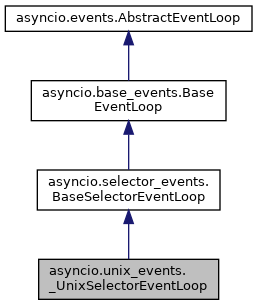 asyncio.events.AbstractEventLoop
asyncio.base_events.Base
EventLoop
asyncio.selector_events.
BaseSelectorEventLoop
asyncio.unix_events.
_UnixSelectorEventLoop